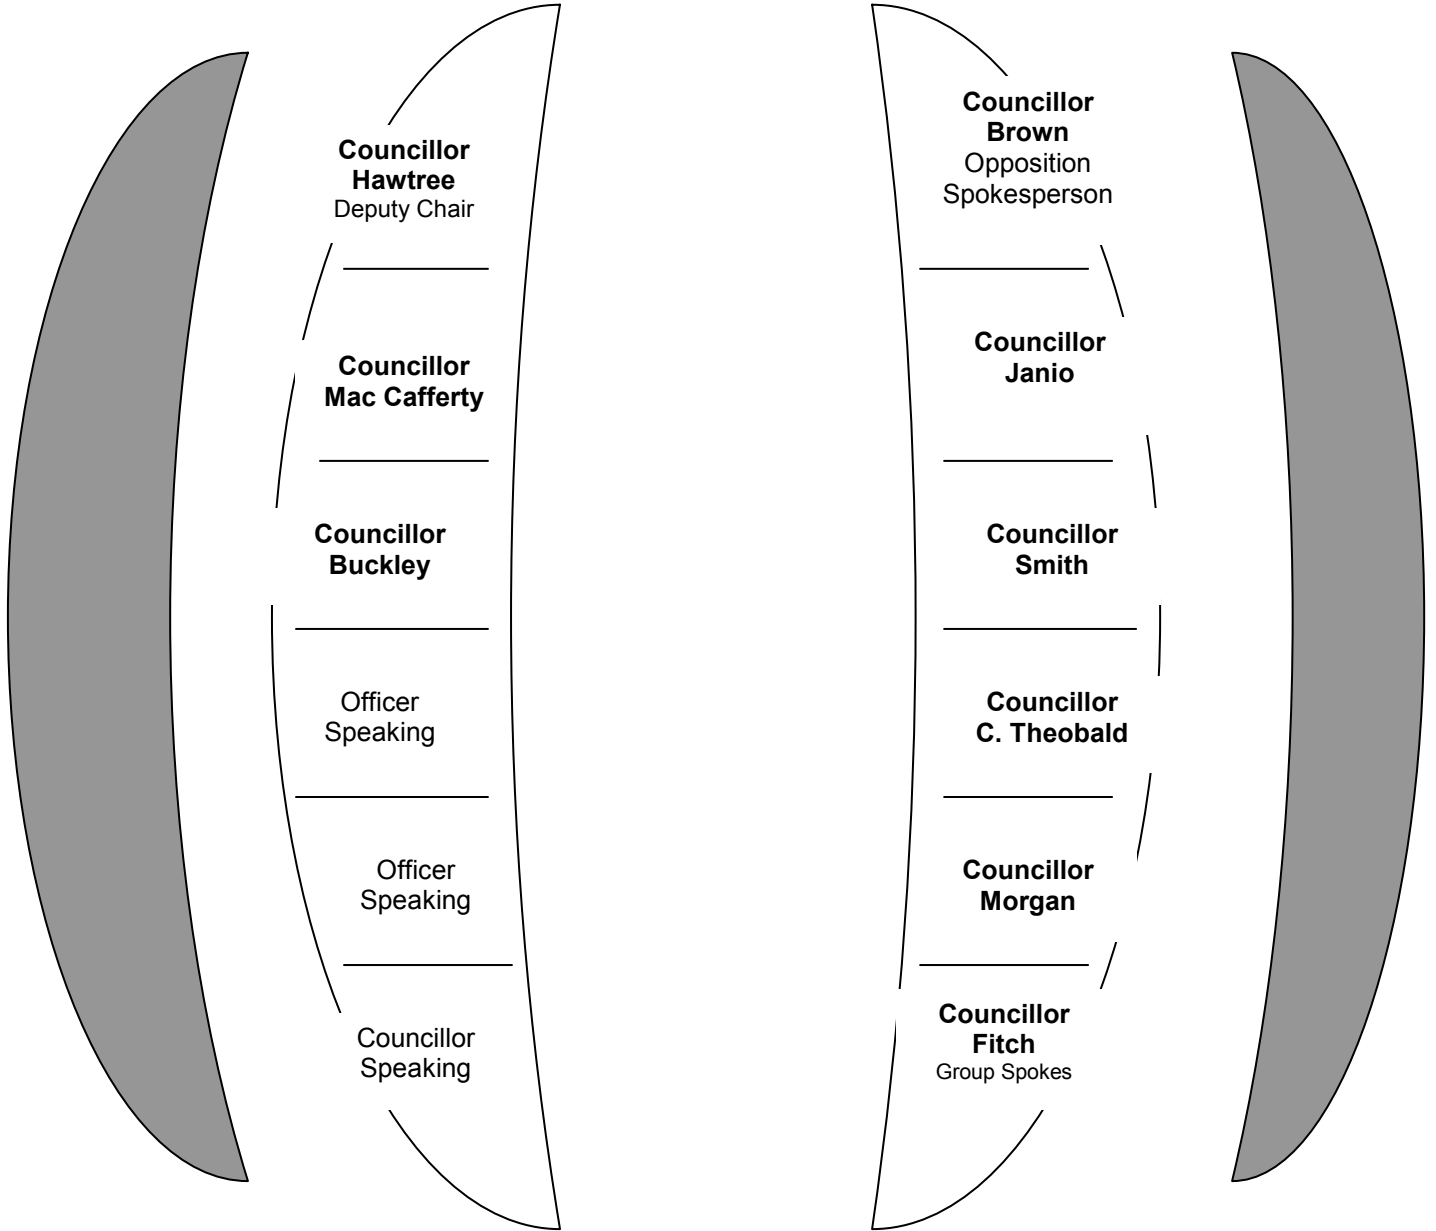 Councillor
Hawtree
Deputy Chair
Councillor
Mac Cafferty
Councillor
Buckley
Officer
Speaking
Officer
Speaking
Councillor
Speaking
Councillor
Brown
Opposition
Spokesperson
Councillor
Janio
Councillor
Smith
Councillor
C. Theobald
Councillor
Morgan
Councillor
Fitch
Group Spokes